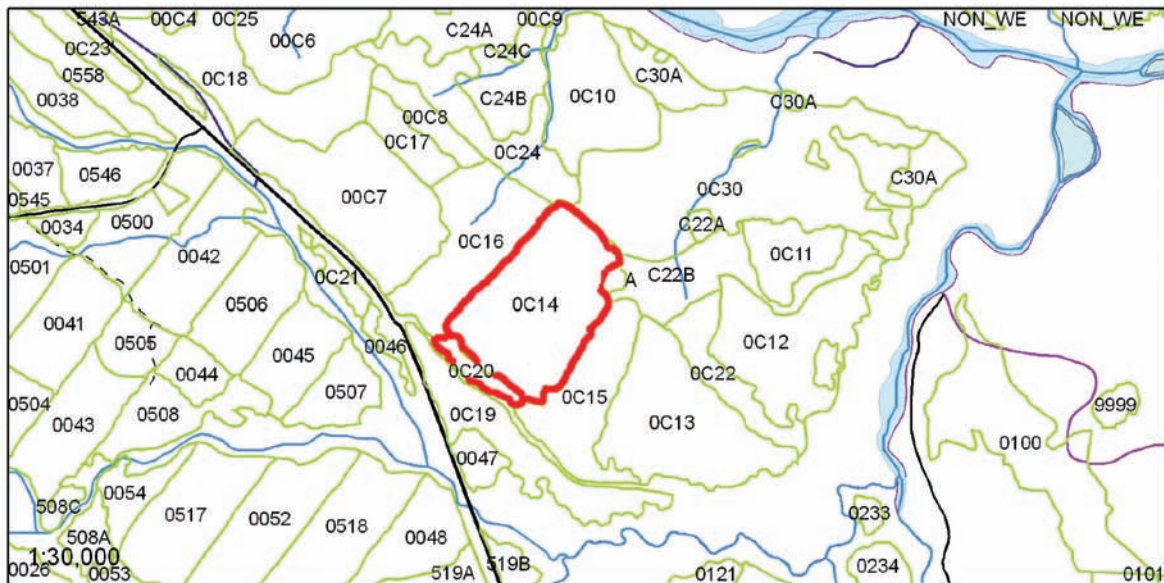 543A 00C4 0C25 C24A 00C9 NON_WE NON_WE
0C23 00C6 C24C
0558 0C18 C30A
0038 C24B 0C10 C30A
00C8
0C17
0C24
0037 0546 C30A
0545 00C7 0C30
0034 0500 C22A
0C16
0501 0042 0C11
0C21 A C22B
0506 0C14
0041
0505 0045 0046 0C12
0044 0C20 0C22
0504 0507 0C15 9999
0043 0508 0C19 0C13
0100
0047
0054
508C 0517 0052 0518 0233
508A 0048
1:30,000 519B
0026 0053 519A 0121 0234 0101